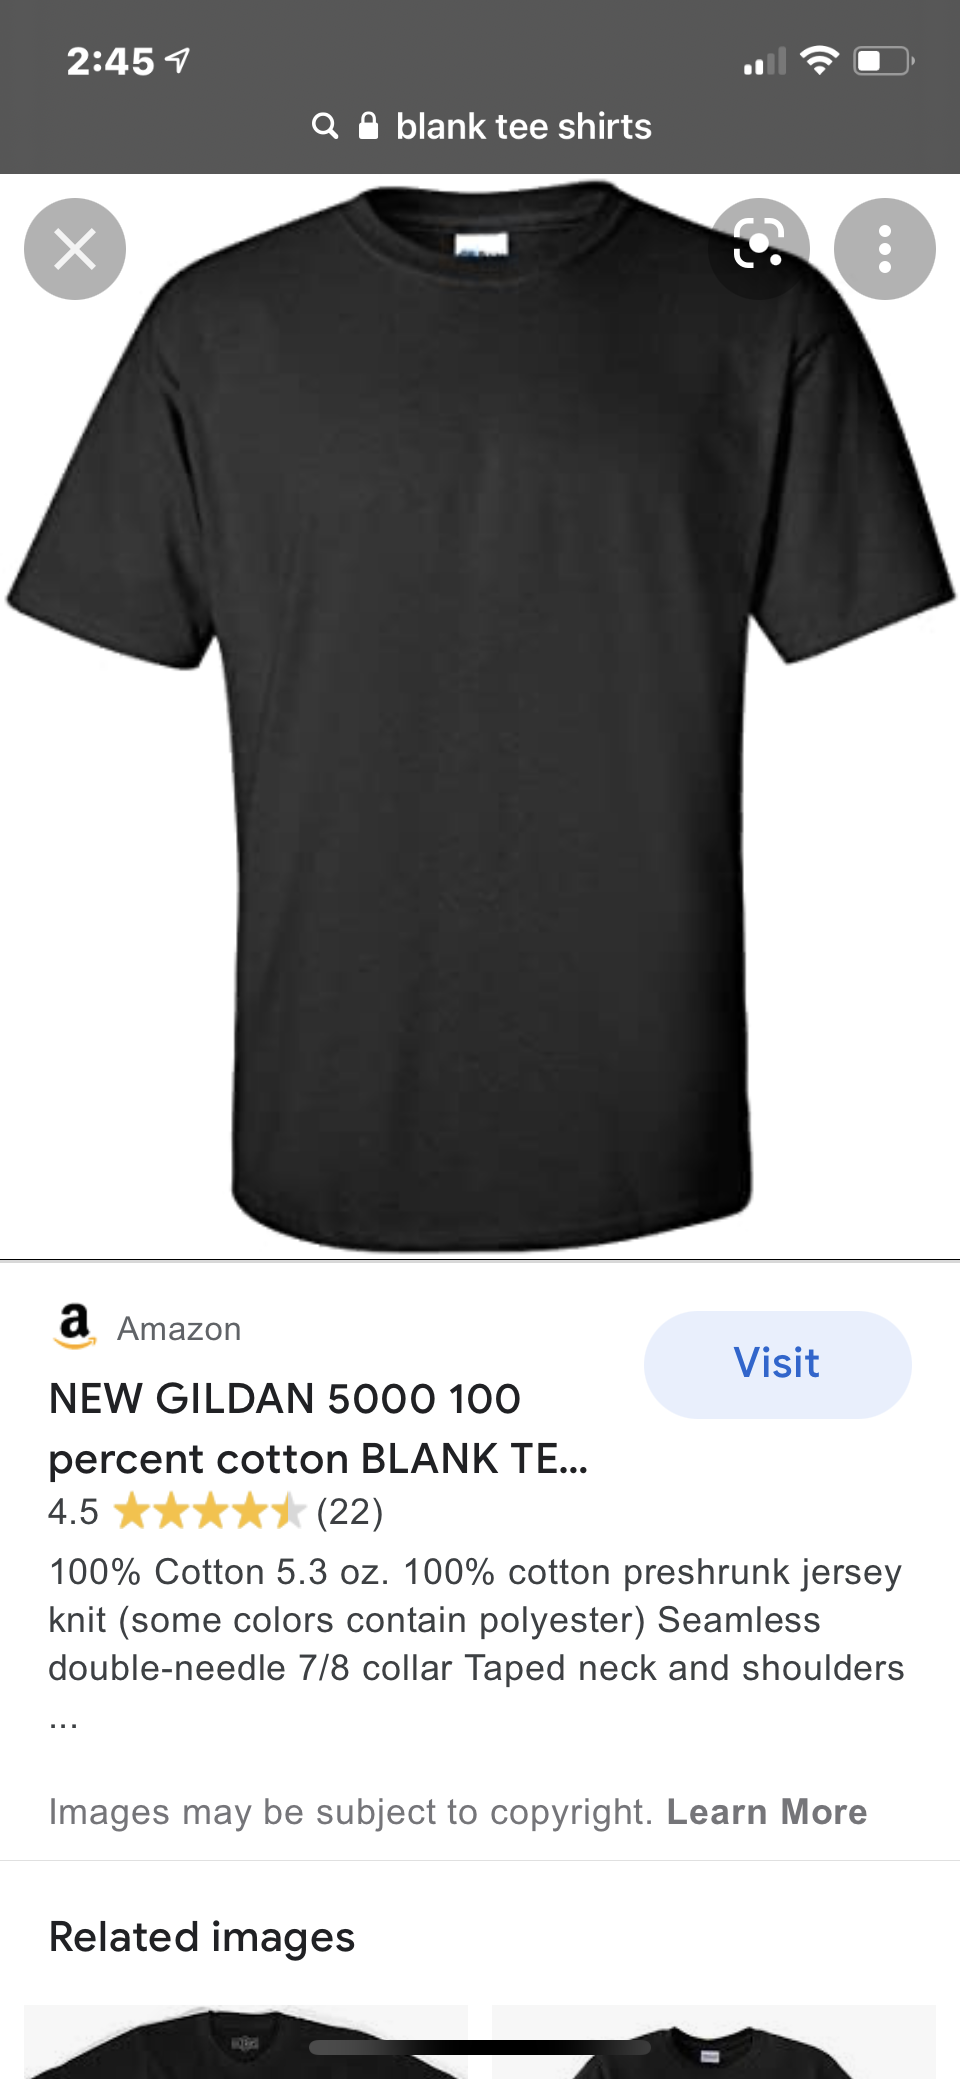 2:45
blank tee shirts
a Amazon
Visit
NEW GILDAN 5000 100
percent cotton BLANK TE...
4.5 (22)
100% Cotton 5.3 oz. 100% cotton preshrunk jersey
knit (some colors contain polyester) Seamless
double-needle 7/8 collar Taped neck and shoulders
...
Images may be subject to copyright. Learn More
Related images